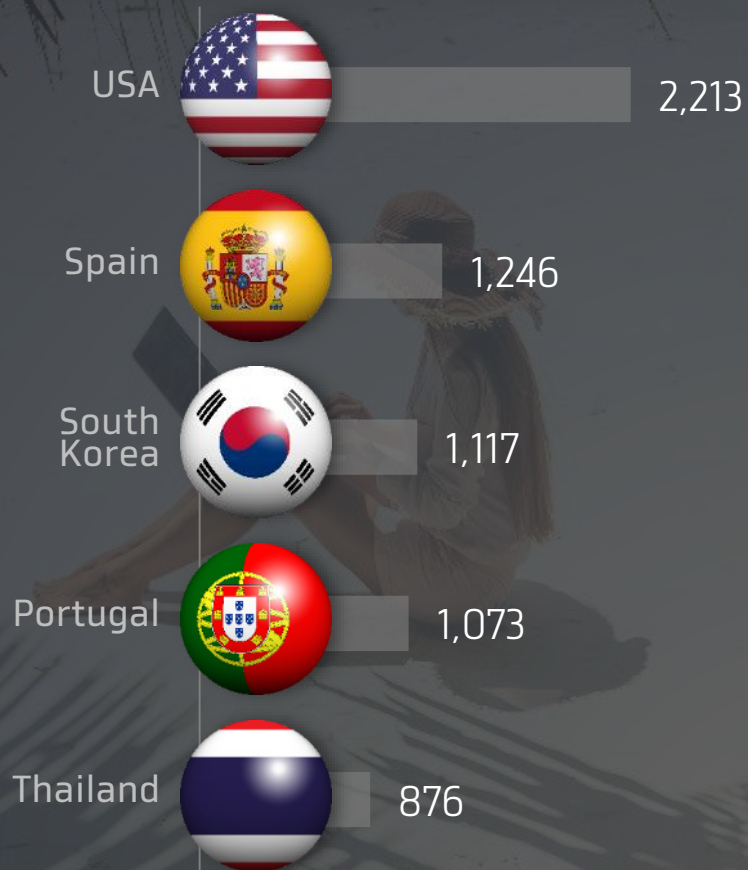 USA
2,213
Spain
1,246
South
Korea
1,117
Portugal
1,073
Thailand
876